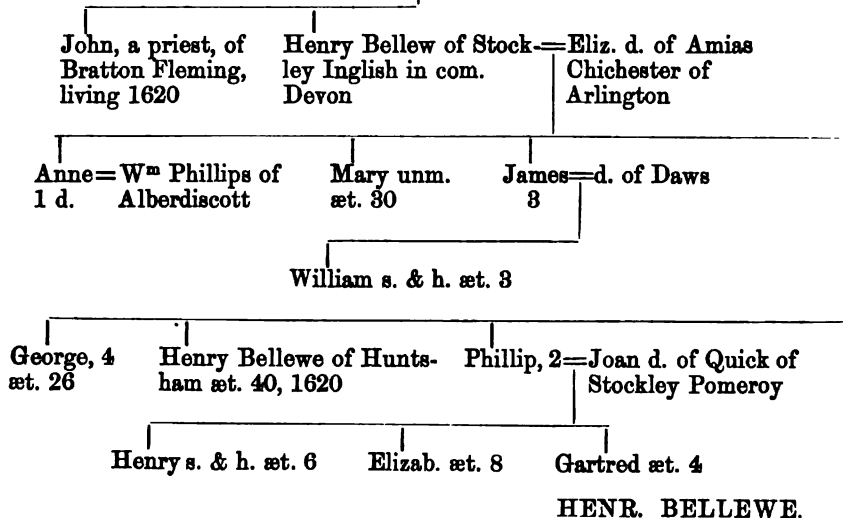 John, a priest, of
Bratton Fleming,
living 1620
Henry Bellew of Stock-
ley Inglish in com.
Devon
=Eliz. d. of Amias
Chichester of
Arlington
Anne=Wm Phillips of
1 d. Alberdiscott
Mary unm.
æt. 30
James=d. of Daws
3
William s. & h. æt. 3
George, 4
æt. 26
Henry Bellewe of Hunts-
ham æt. 40, 1620
Phillip, 2=Joan d. of Quick of
Stockley Pomeroy
Henry s. & h. æt. 6
Elizab. æt. 8
Gartred æt. 4
HENR. BELLEWE.